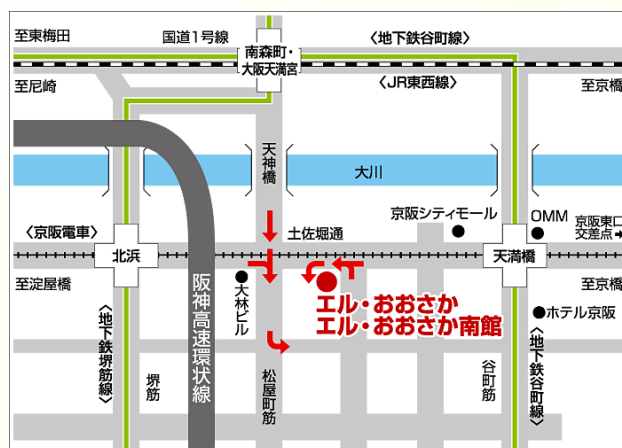 至東梅田
国道1号線
南森町・
大阪天満宮
〈地下鉄谷町線〉
至尼崎
〈JR東西線〉
至京橋
天神橋
大川
京阪シティモール
OMM
京阪東口
交差点→
〈京阪電車〉
土佐堀通
北浜
天満橋
至淀屋橋
大林ビル
エル・おおさか
エル・おおさか南館
至京橋
ホテル京阪
阪神高速環状線
〈地下鉄堺筋線〉
堺筋
松屋町筋
谷町筋
〈地下鉄谷町線〉